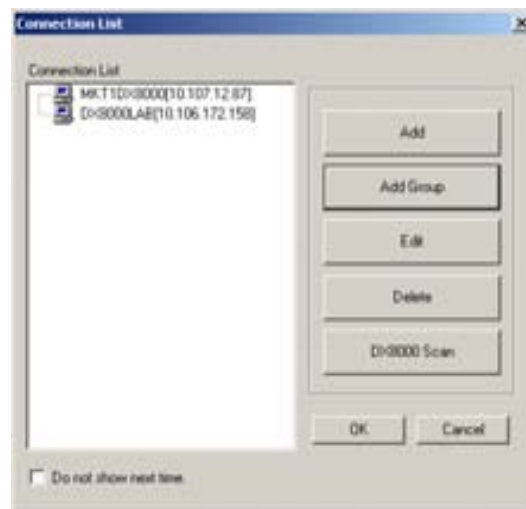 Connection List
Connection List
MKT1DX8000[10.107.12.87]
DX8000LAB[10.106.172.158]
Add
Add Group
Edit
Delete
DX8000 Scan
OK
Cancel
Do not show next time.